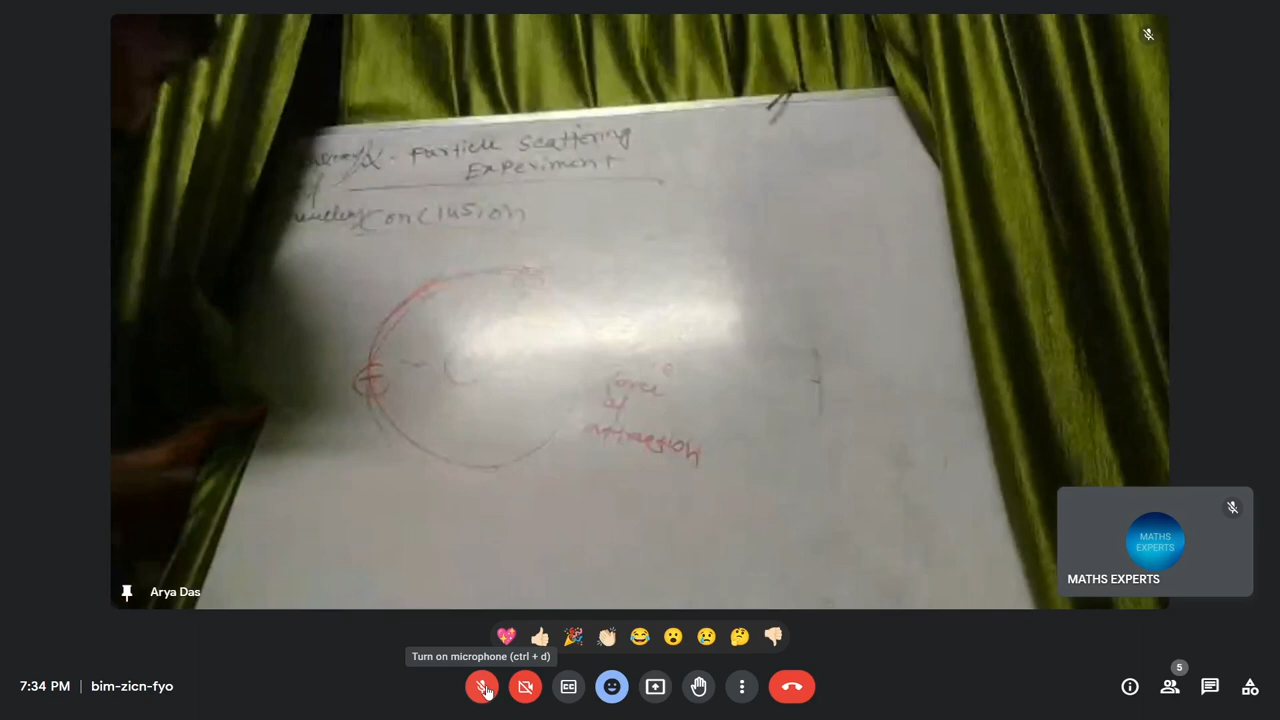 α - Particle Scattering
Experiment
Conclusion
force
of
attraction
Arya Das
MATHS
EXPERTS
MATHS EXPERTS
Turn on microphone (ctrl + d)
7:34 PM
bim-zicn-fyo
5